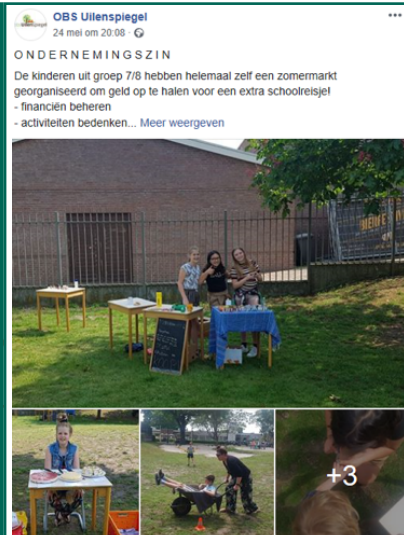 OBS Uilenspiegel
24 mei om 20:08 ·
O N D E R N E M I N G S Z I N
De kinderen uit groep 7/8 hebben helemaal zelf een zomermarkt
georganiseerd om geld op te halen voor een extra schoolreisje!
- financiën beheren
- activiteiten bedenken... Meer weergeven
+3